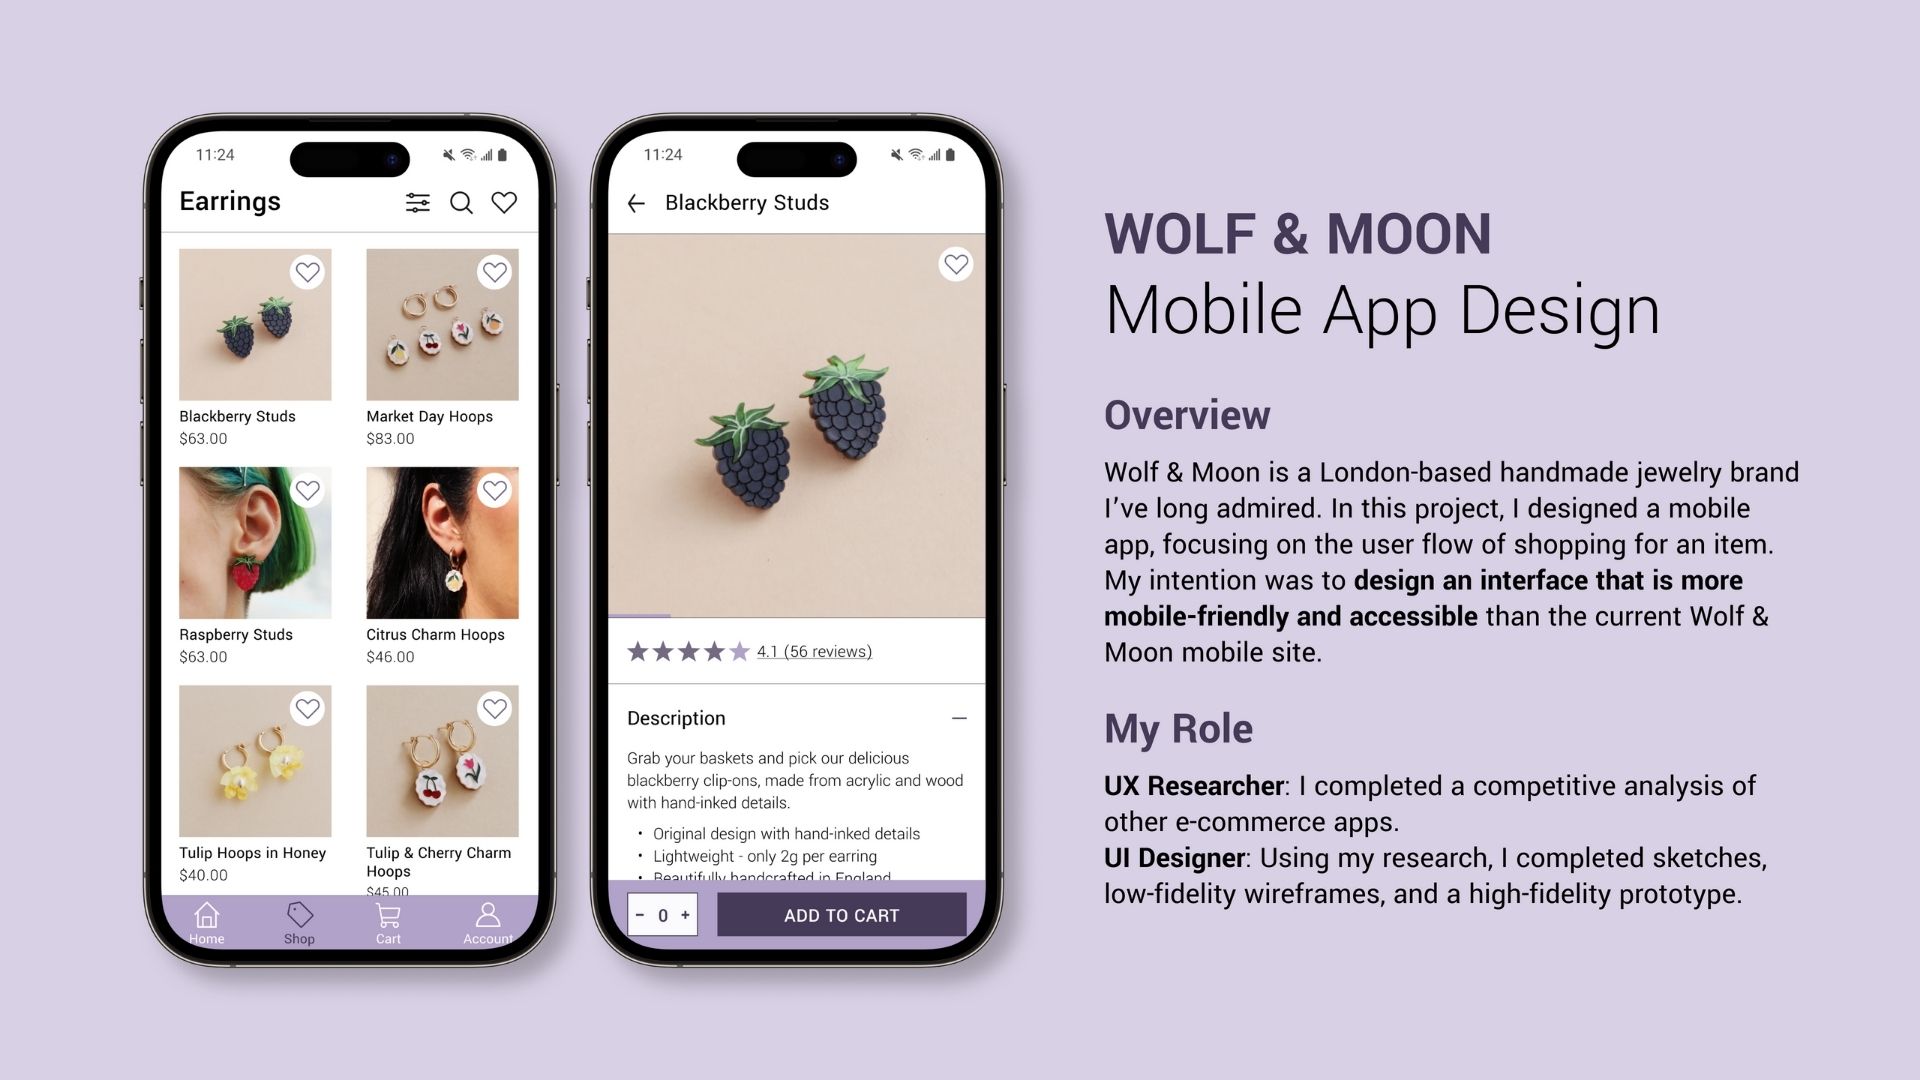 11:24
Earrings
Blackberry Studs
$63.00
Market Day Hoops
$83.00
Raspberry Studs
$63.00
Citrus Charm Hoops
$46.00
Tulip Hoops in Honey
$40.00
Tulip & Cherry Charm
Hoops
$45.00
Home
Shop
Cart
Account
11:24
Blackberry Studs
4.1 (56 reviews)
Description
Grab your baskets and pick our delicious
blackberry clip-ons, made from acrylic and wood
with hand-inked details.
• Original design with hand-inked details
• Lightweight - only 2g per earring
• Beautifully handcrafted in England
- 0 +
ADD TO CART
WOLF & MOON
Mobile App Design
Overview
Wolf & Moon is a London-based handmade jewelry brand
I’ve long admired. In this project, I designed a mobile
app, focusing on the user flow of shopping for an item.
My intention was to design an interface that is more
mobile-friendly and accessible than the current Wolf &
Moon mobile site.
My Role
UX Researcher: I completed a competitive analysis of
other e-commerce apps.
UI Designer: Using my research, I completed sketches,
low-fidelity wireframes, and a high-fidelity prototype.